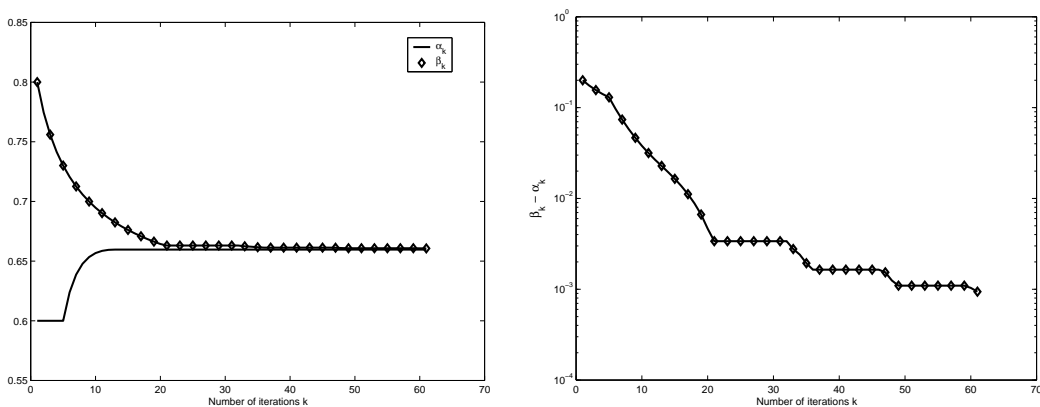 0.85
0.8
0.75
0.7
0.65
0.6
0.55
0 10 20 30 40 50 60 70
Number of iterations k
α_k
β_k
10^0
10^-1
10^-2
10^-3
10^-4
β_k − α_k
0 10 20 30 40 50 60 70
Number of iterations k